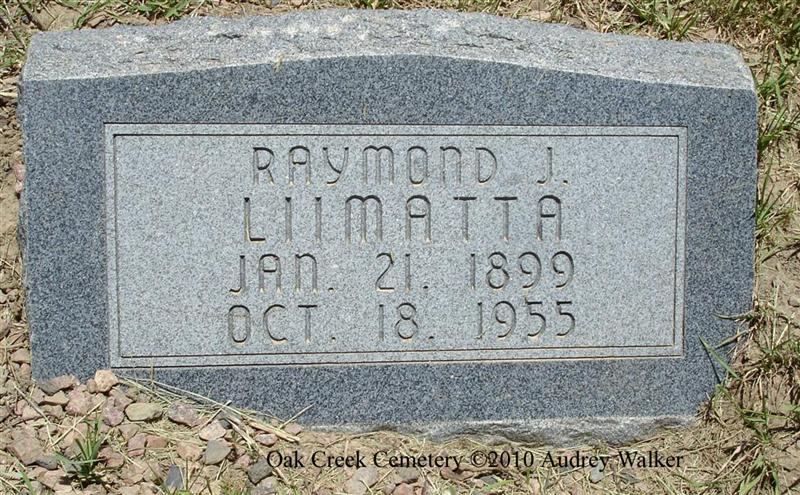 RAYMOND J.
LIIMATTA
JAN. 21. 1899
OCT. 18. 1955
Oak Creek Cemetery ©2010 Audrey Walker